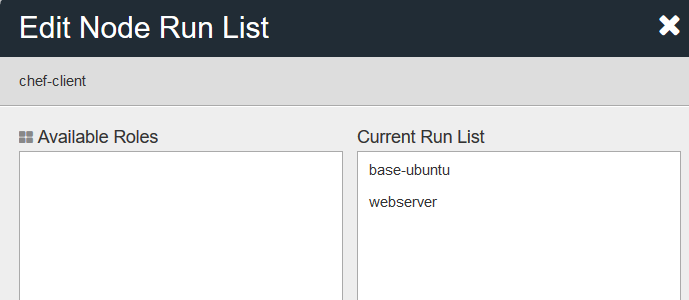 Edit Node Run List
chef-client
Available Roles
Current Run List
base-ubuntu
webserver